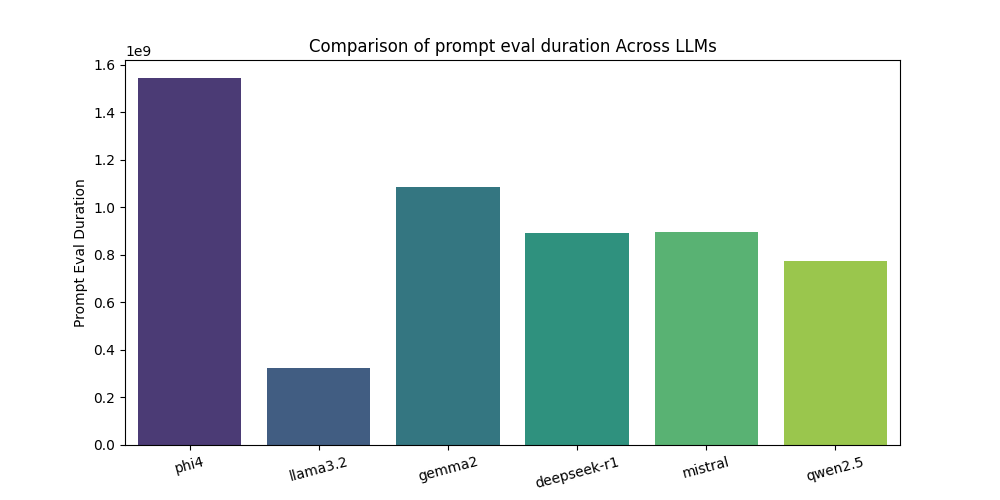 Comparison of prompt eval duration Across LLMs
1e9
1.6
1.4
1.2
1.0
0.8
0.6
0.4
0.2
0.0
Prompt Eval Duration
phi4
llama3.2
gemma2
deepseek-r1
mistral
qwen2.5